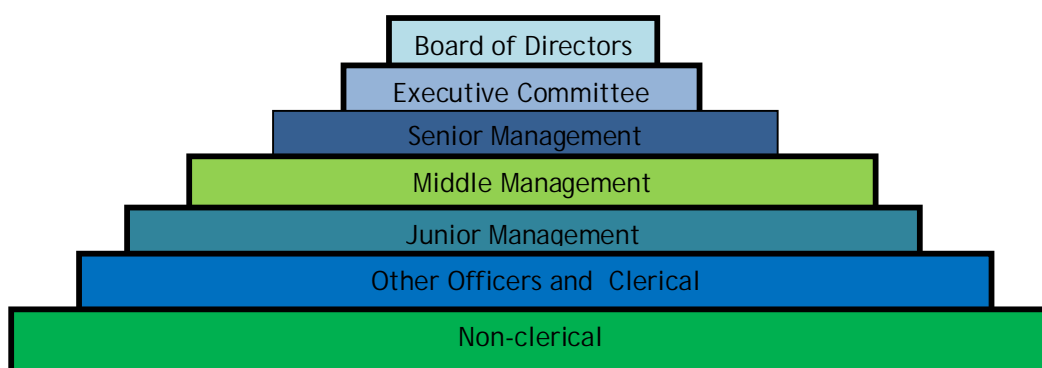 Board of Directors
Executive Committee
Senior Management
Middle Management
Junior Management
Other Officers and  Clerical
Non-clerical